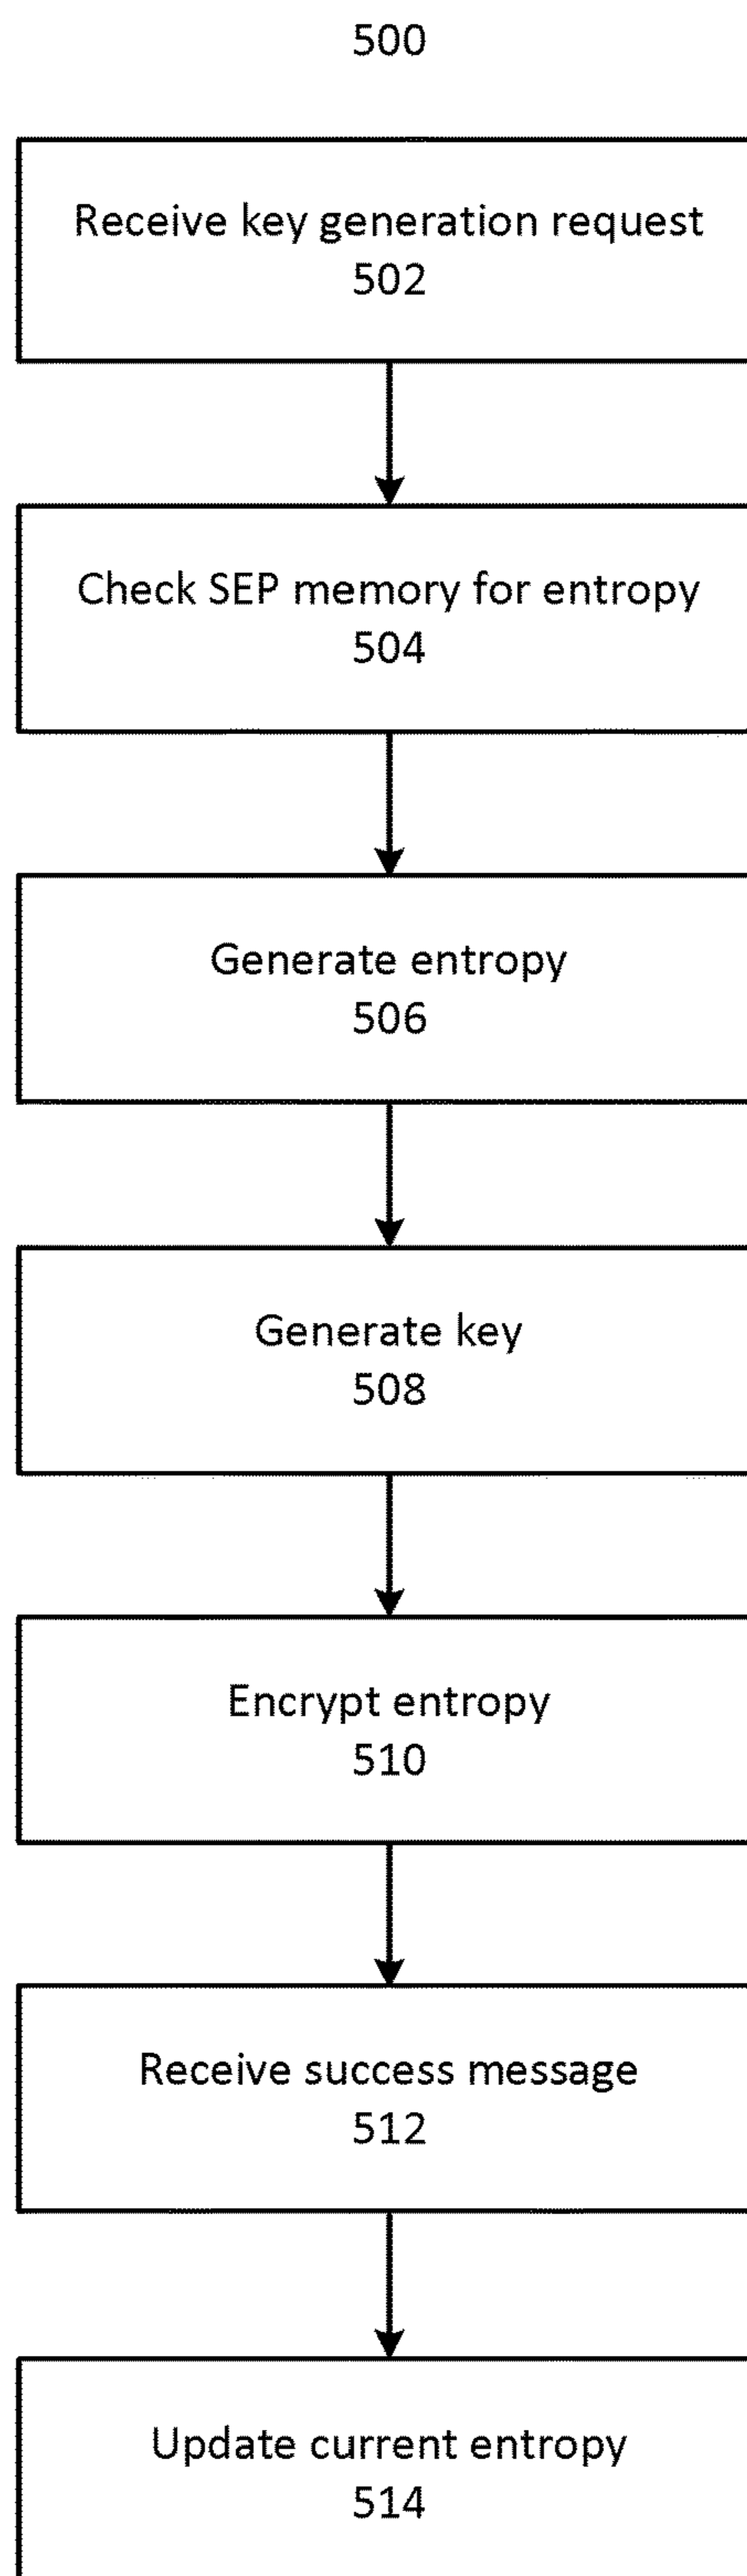 500
Receive key generation request
502
Check SEP memory for entropy
504
Generate entropy
506
Generate key
508
Encrypt entropy
510
Receive success message
512
Update current entropy
514